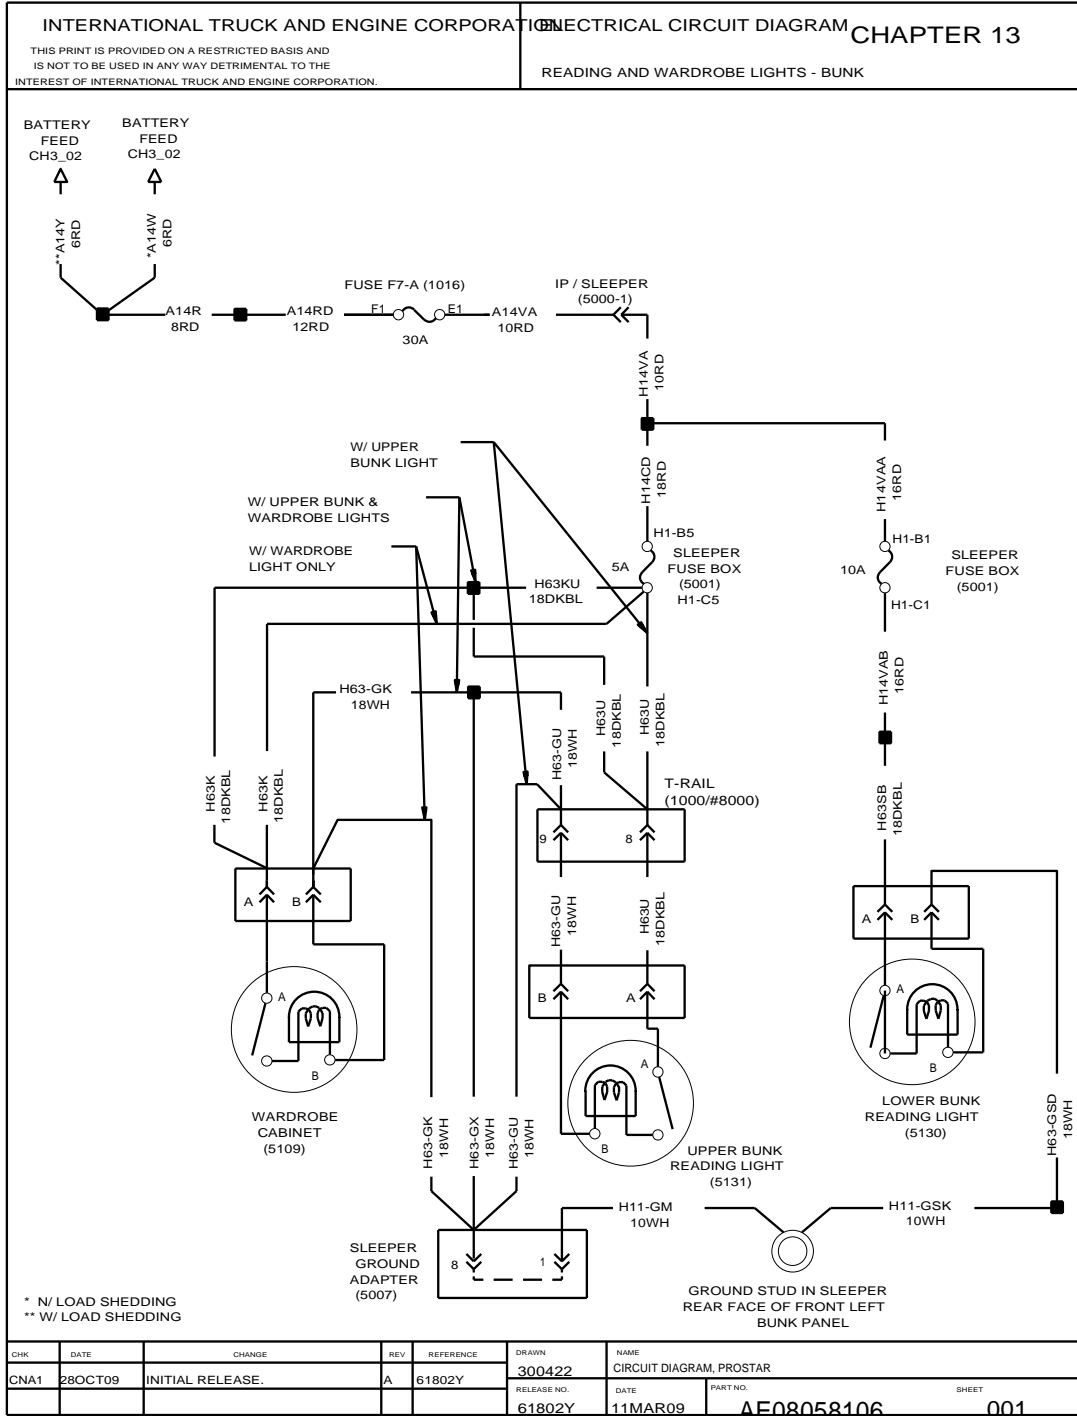 INTERNATIONAL TRUCK AND ENGINE CORPORATION
THIS PRINT IS PROVIDED ON A RESTRICTED BASIS AND
IS NOT TO BE USED IN ANY WAY DETRIMENTAL TO THE
INTEREST OF INTERNATIONAL TRUCK AND ENGINE CORPORATION.
ELECTRICAL CIRCUIT DIAGRAM
CHAPTER 13
READING AND WARDROBE LIGHTS - BUNK
BATTERY
FEED
CH3_02
BATTERY
FEED
CH3_02
**A14Y
6RD
*A14W
6RD
A14R
8RD
A14RD
12RD
FUSE F7-A (1016)
F1
E1
30A
A14VA
10RD
IP / SLEEPER
(5000-1)
H14VA
10RD
H14CD
18RD
H14VAA
16RD
W/ UPPER
BUNK LIGHT
W/ UPPER BUNK &
WARDROBE LIGHTS
W/ WARDROBE
LIGHT ONLY
H1-B5
5A
SLEEPER
FUSE BOX
(5001)
H1-C5
H1-B1
10A
SLEEPER
FUSE BOX
(5001)
H1-C1
H63KU
18DKBL
H14VAB
16RD
H63-GK
18WH
H63K
18DKBL
H63K
18DKBL
H63-GU
18WH
H63U
18DKBL
H63U
18DKBL
T-RAIL
(1000/#8000)
9
8
H63SB
18DKBL
A
B
H63-GU
18WH
H63U
18DKBL
A
B
B
A
A
B
WARDROBE
CABINET
(5109)
A
B
UPPER BUNK
READING LIGHT
(5131)
A
B
LOWER BUNK
READING LIGHT
(5130)
H63-GK
18WH
H63-GX
18WH
H63-GU
18WH
H63-GSD
18WH
H11-GM
10WH
H11-GSK
10WH
SLEEPER
GROUND
ADAPTER
(5007)
8
1
GROUND STUD IN SLEEPER
REAR FACE OF FRONT LEFT
BUNK PANEL
* N/ LOAD SHEDDING
** W/ LOAD SHEDDING
CHK DATE CHANGE REV REFERENCE
CNA1 28OCT09 INITIAL RELEASE. A 61802Y
DRAWN
300422
NAME
CIRCUIT DIAGRAM, PROSTAR
RELEASE NO.
61802Y
DATE
11MAR09
PART NO.
AE08058106
SHEET
001